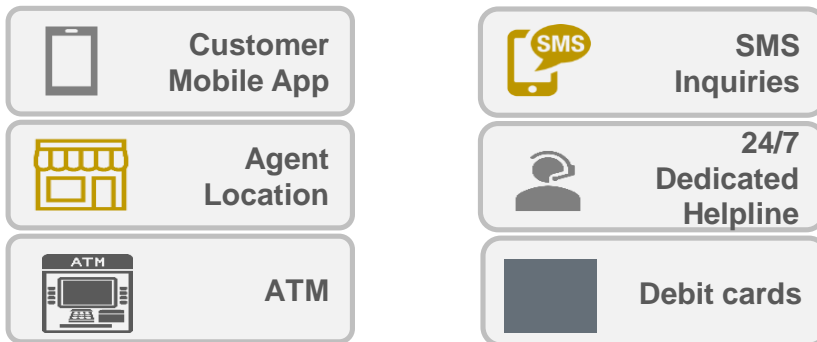 Customer
Mobile App
SMS
SMS
Inquiries
Agent
Location
24/7
Dedicated
Helpline
ATM
ATM
Debit cards